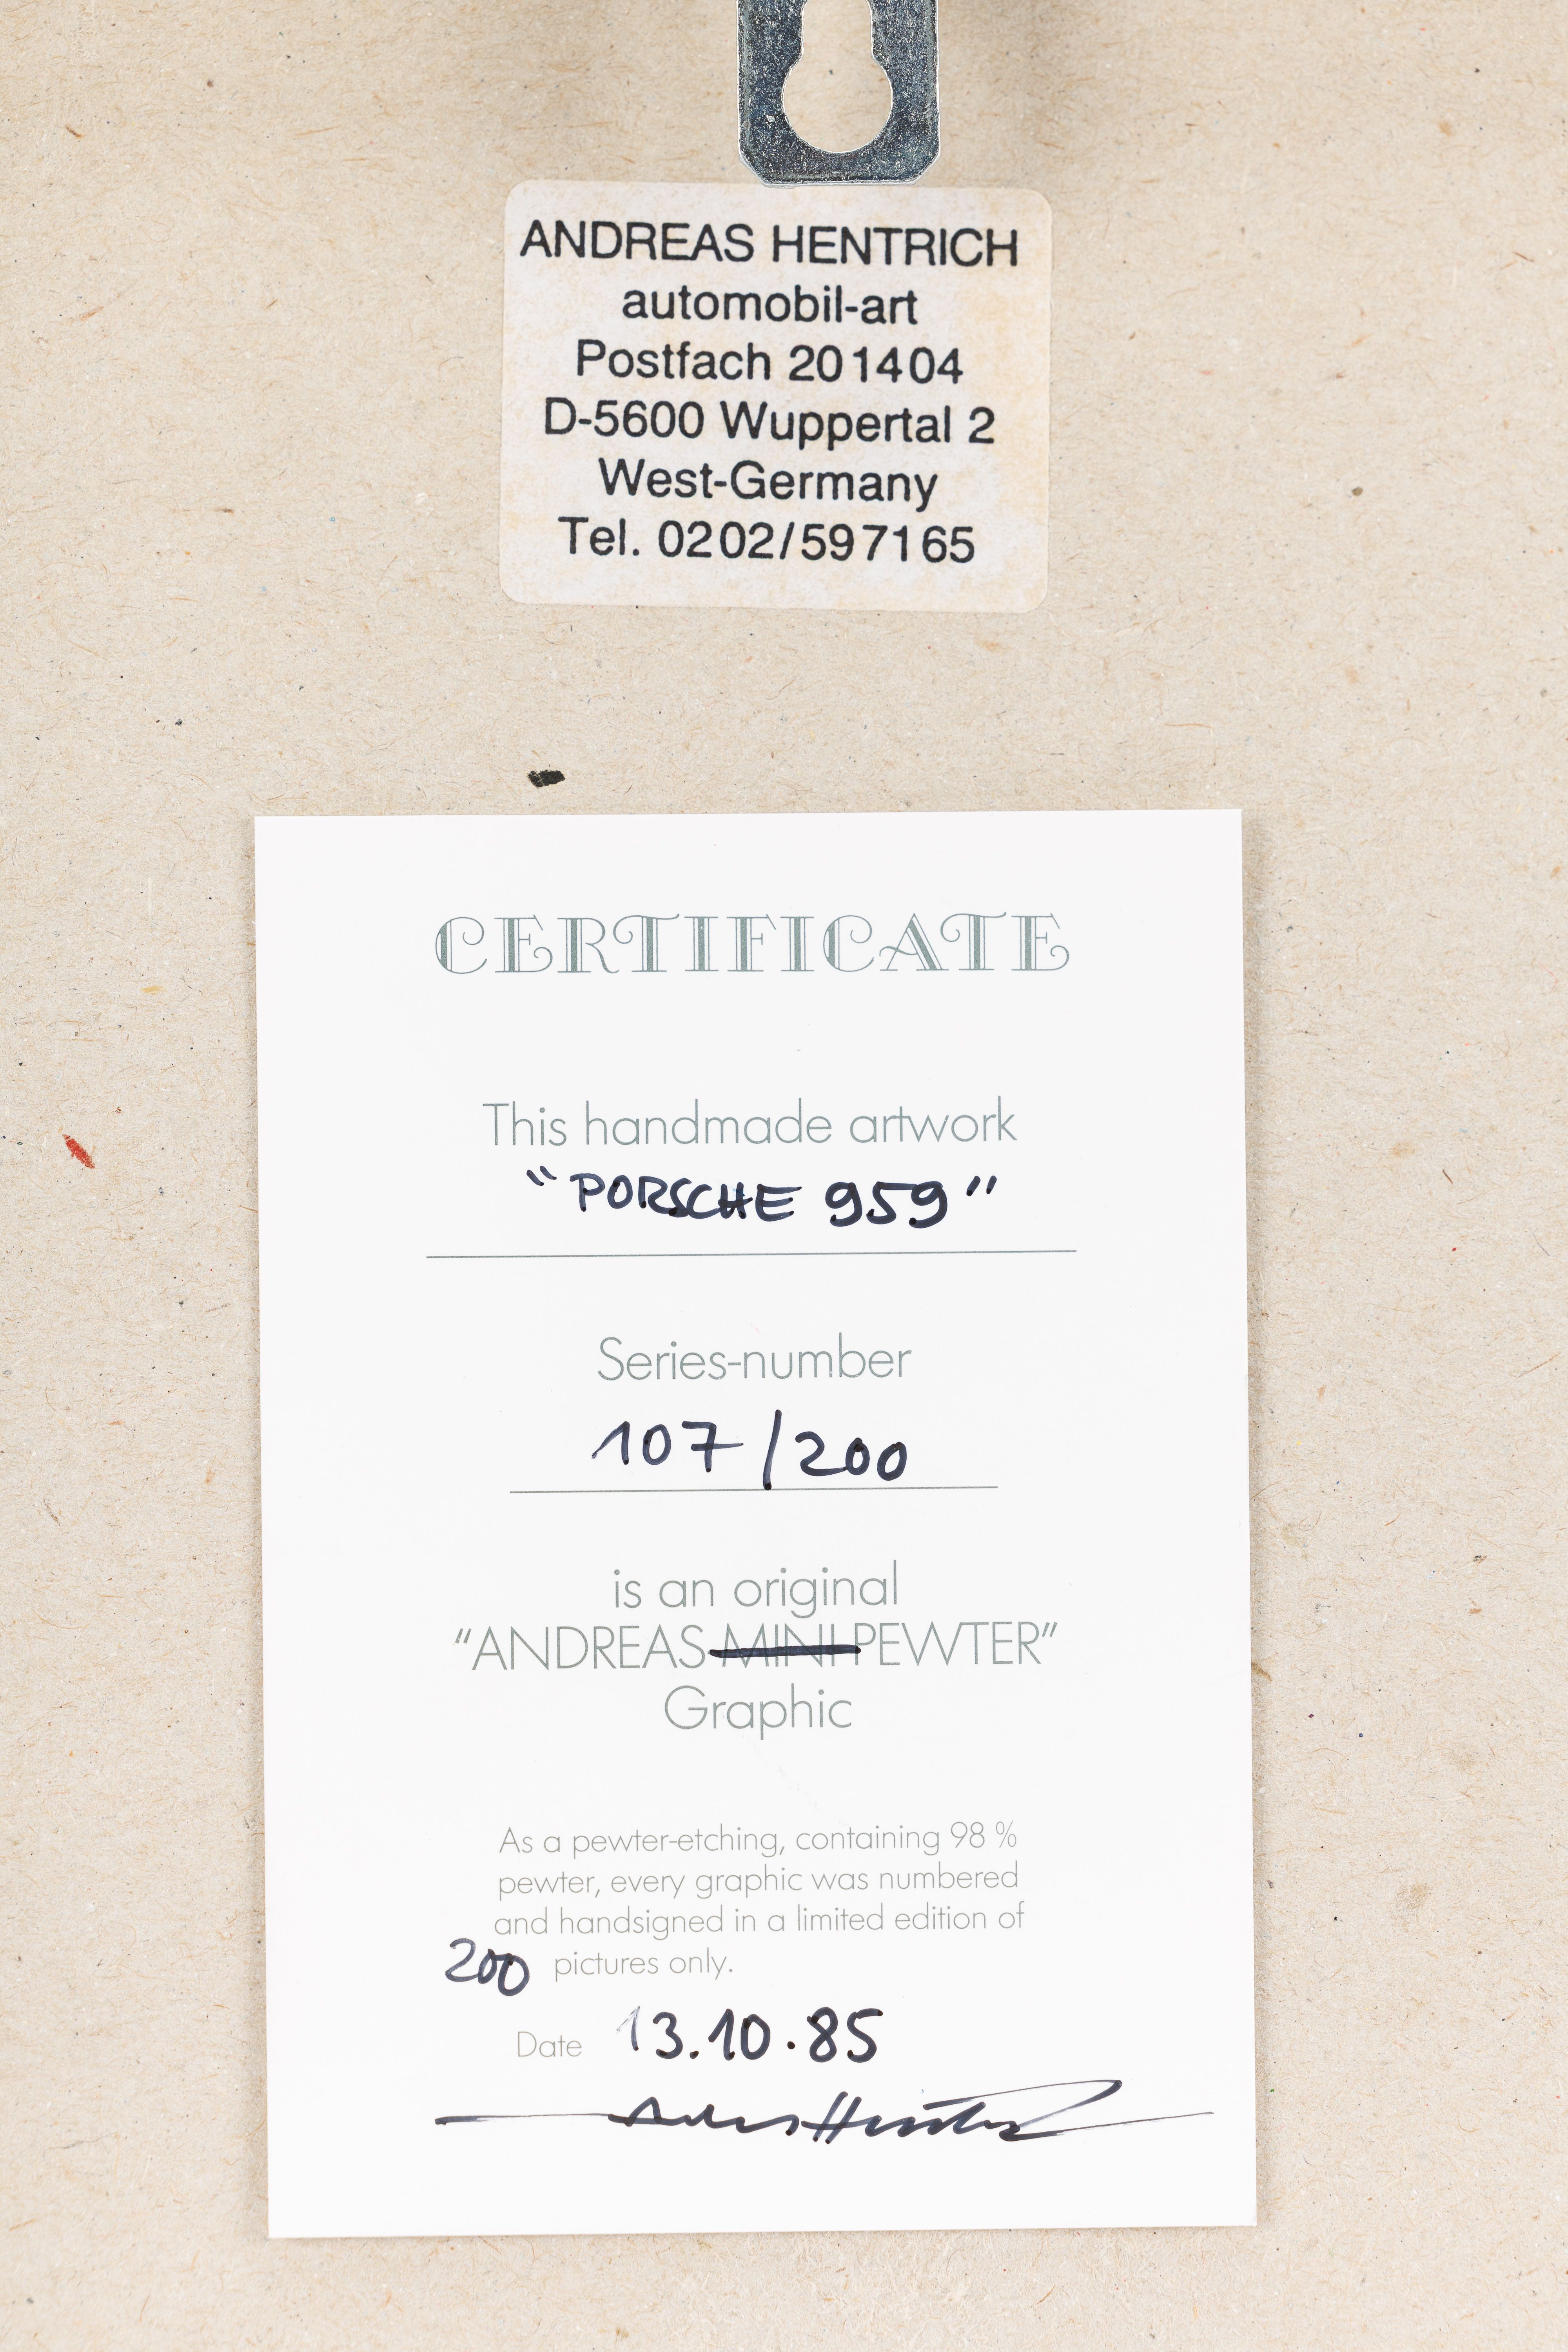 ANDREAS HENTRICH
automobil-art
Postfach 201404
D-5600 Wuppertal 2
West-Germany
Tel. 0202/597165
CERTIFICATE
This handmade artwork
"PORSCHE 959"
Series-number
107/200
is an original
"ANDREAS MINI PEWTER"
Graphic
As a pewter-etching, containing 98 %
pewter, every graphic was numbered
and handsigned in a limited edition of
200 pictures only.
Date 13.10.85